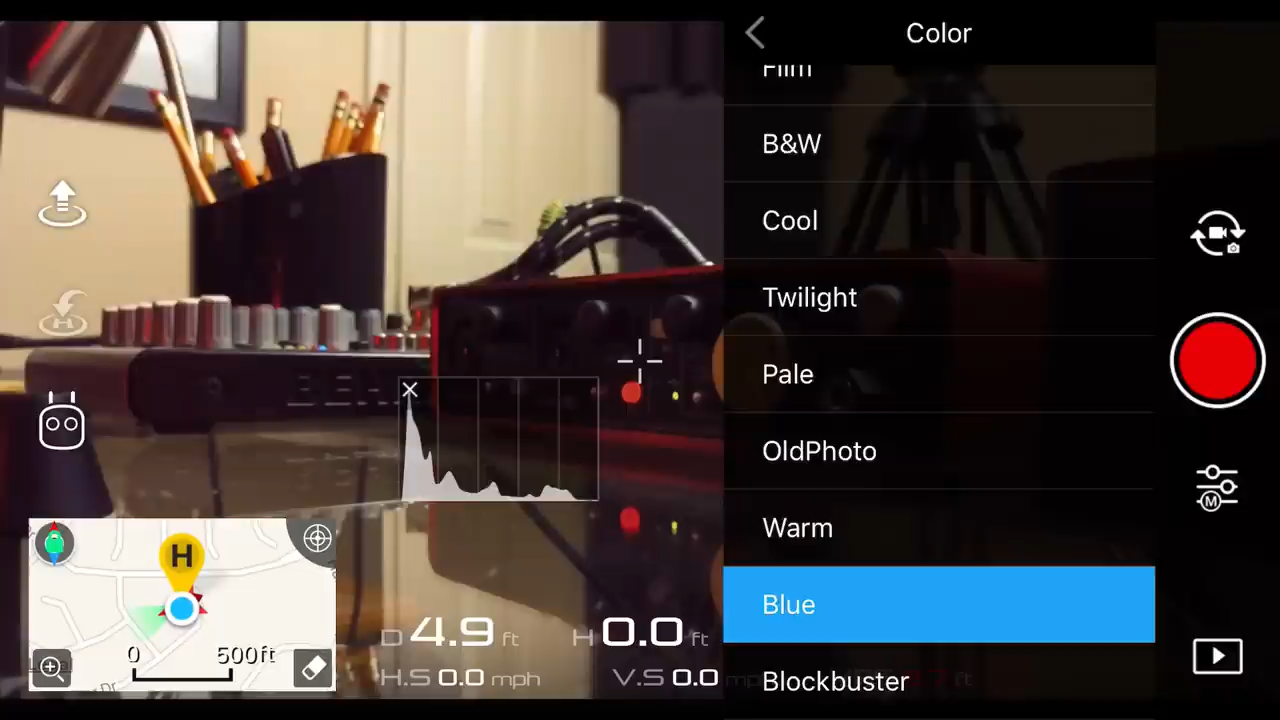 Color
Film
B&W
Cool
Twilight
Pale
OldPhoto
Warm
Blue
Blockbuster
M
H
0 500ft
D 4.9 ft H 0.0 ft
H.S 0.0 mph V.S 0.0 mph